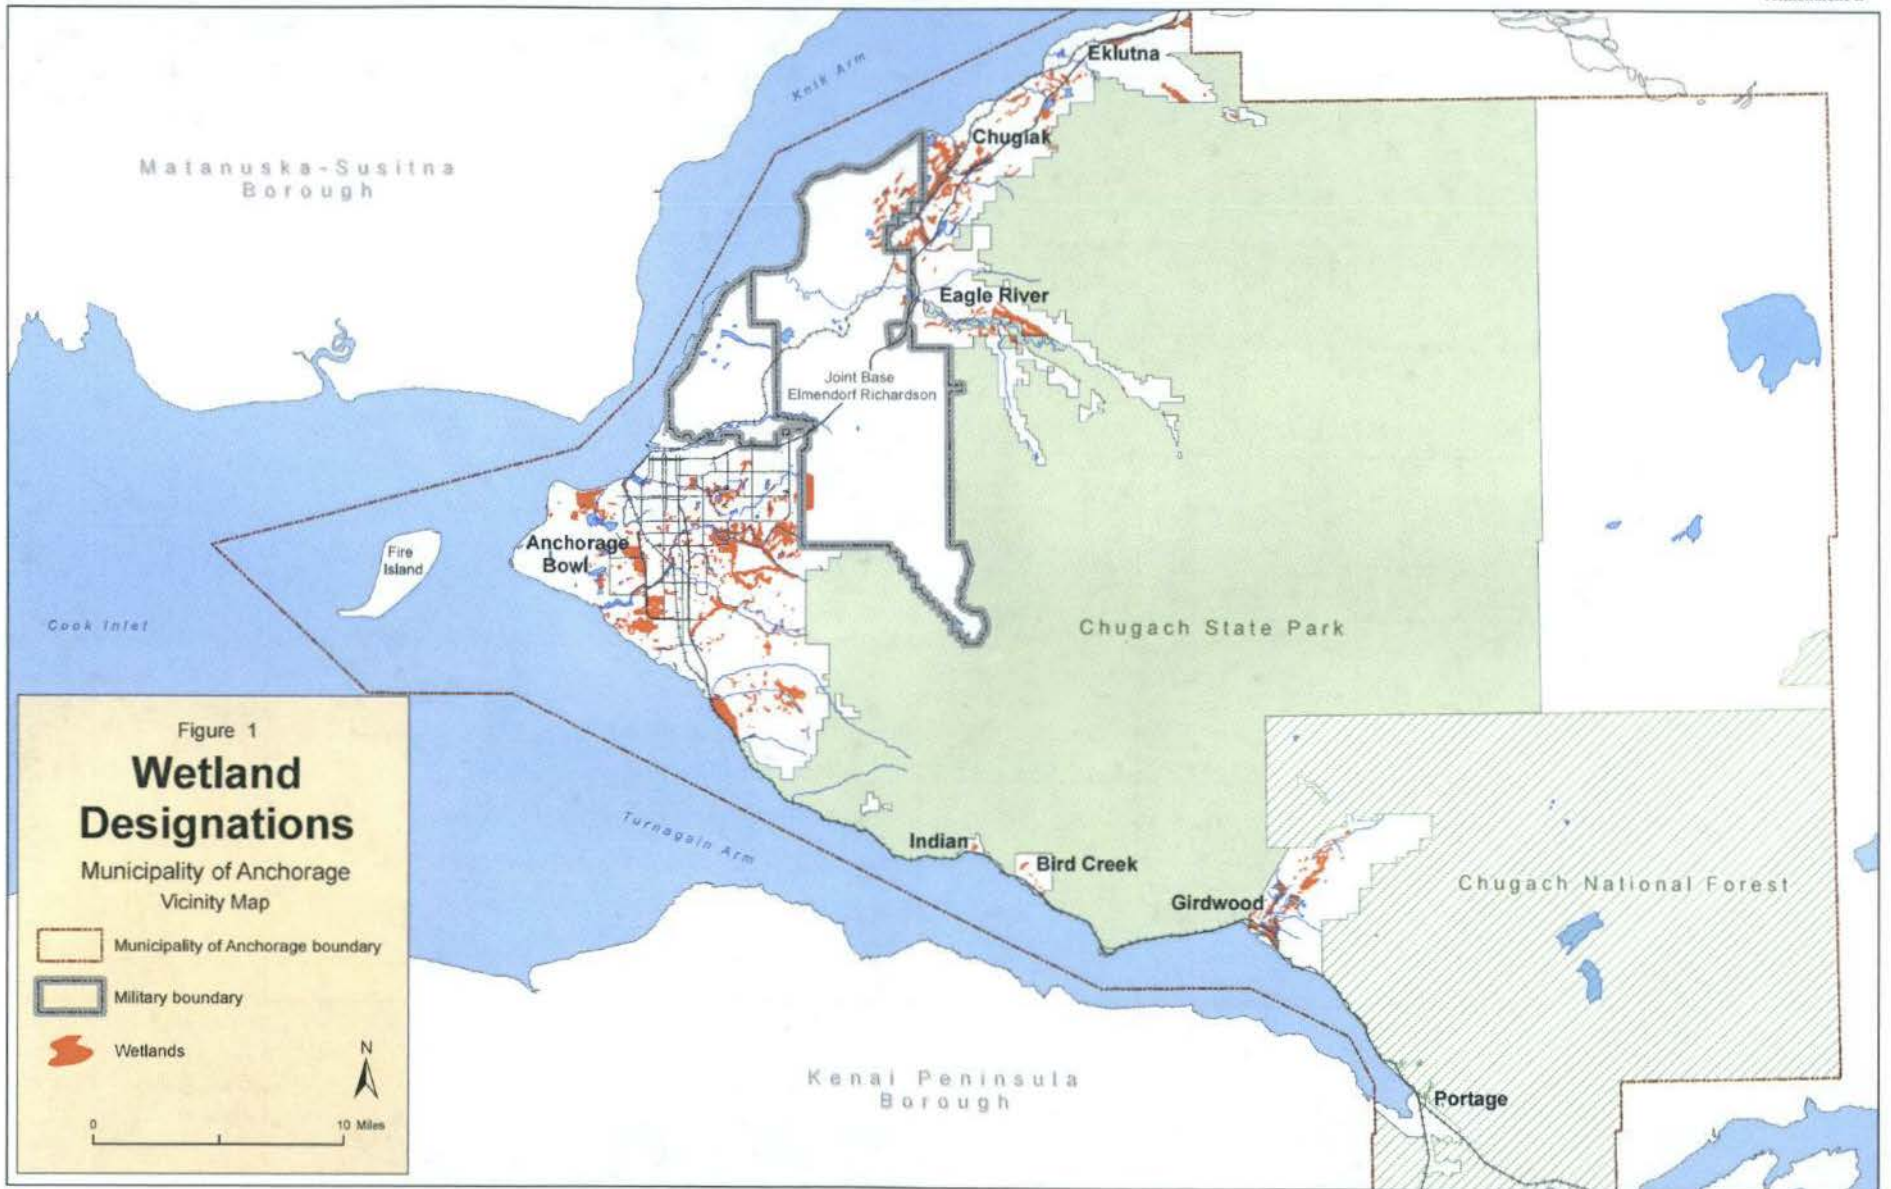 Eklutna
Knik Arm
Chugiak
Matanuska-Susitna
Borough
Eagle River
Joint Base
Elmendorf Richardson
Anchorage
Bowl
Fire
Island
Cook Inlet
Chugach State Park
Figure 1
Wetland
Designations
Municipality of Anchorage
Vicinity Map
Municipality of Anchorage boundary
Military boundary
Wetlands
N
0
10 Miles
Turnagain Arm
Indian
Bird Creek
Girdwood
Chugach National Forest
Kenai Peninsula
Borough
Portage